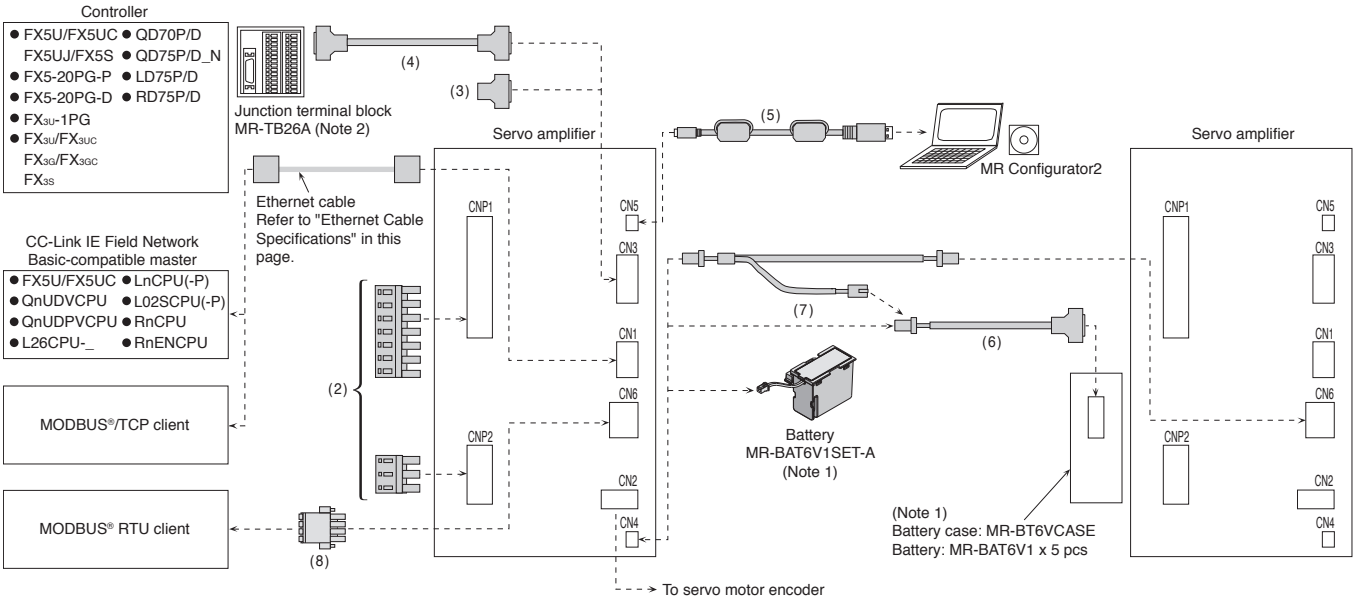 Controller
● FX5U/FX5UC ● QD70P/D
FX5UJ/FX5S ● QD75P/D_N
● FX5-20PG-P ● LD75P/D
● FX5-20PG-D ● RD75P/D
● FX3U-1PG
● FX3U/FX3UC
FX3G/FX3GC
FX3S
(4)
(3)
Junction terminal block
MR-TB26A (Note 2)
Ethernet cable
Refer to "Ethernet Cable
Specifications" in this
page.
CC-Link IE Field Network
Basic-compatible master
● FX5U/FX5UC ● LnCPU(-P)
● QnUDVCPU ● L02SCPU(-P)
● QnUDPVCPU ● RnCPU
● L26CPU-_ ● RnENCPU
MODBUS®/TCP client
MODBUS® RTU client
(2)
(8)
Servo amplifier
CNP1
CNP2
CN5
CN3
CN1
CN6
CN2
CN4
To servo motor encoder
(5)
MR Configurator2
(7)
(6)
Battery
MR-BAT6V1SET-A
(Note 1)
(Note 1)
Battery case: MR-BT6VCASE
Battery: MR-BAT6V1 x 5 pcs
Servo amplifier
CNP1
CNP2
CN5
CN3
CN1
CN6
CN2
CN4